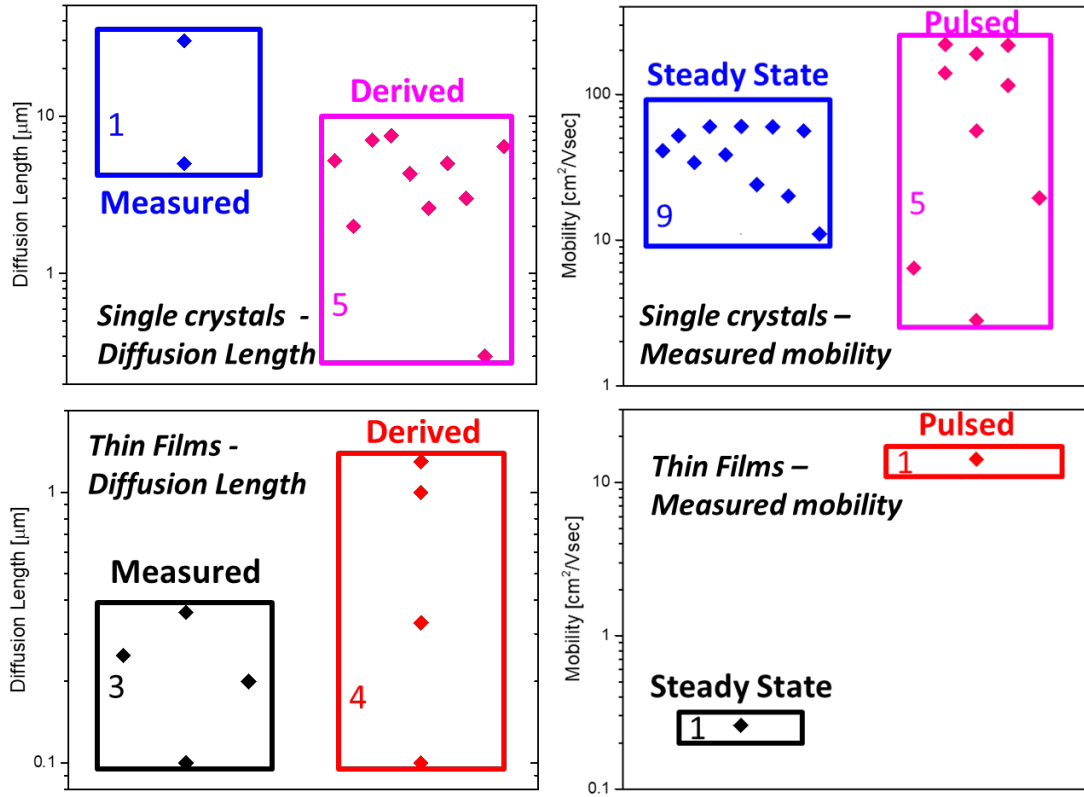 Diffusion Length [μm]
10
1
1
Measured
Derived
5
Single crystals -
Diffusion Length
Mobility [cm²/Vsec]
100
10
1
Steady State
9
Pulsed
5
Single crystals –
Measured mobility
Diffusion Length [μm]
1
0.1
Thin Films -
Diffusion Length
Measured
3
Derived
4
Mobility [cm²/Vsec]
10
1
0.1
Pulsed
1
Thin Films –
Measured mobility
Steady State
1